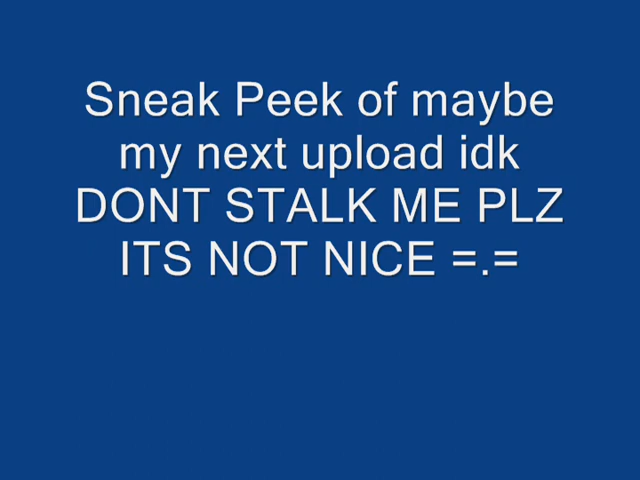 Sneak Peek of maybe
my next upload idk
DONT STALK ME PLZ
ITS NOT NICE =.=